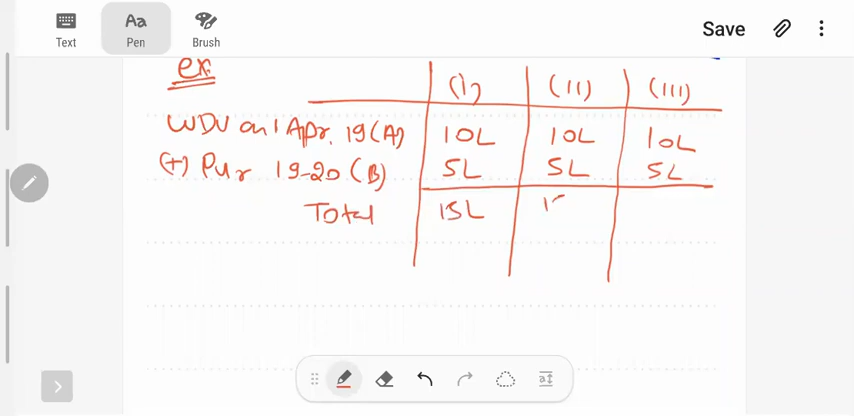 Save
Text Pen Brush
ex
(I) (II) (III)
WDV on 1 Apr. 19 (A) 10L 10L 10L
(+) Pur 19-20 (B) 5L 5L 5L
Total 15L 1